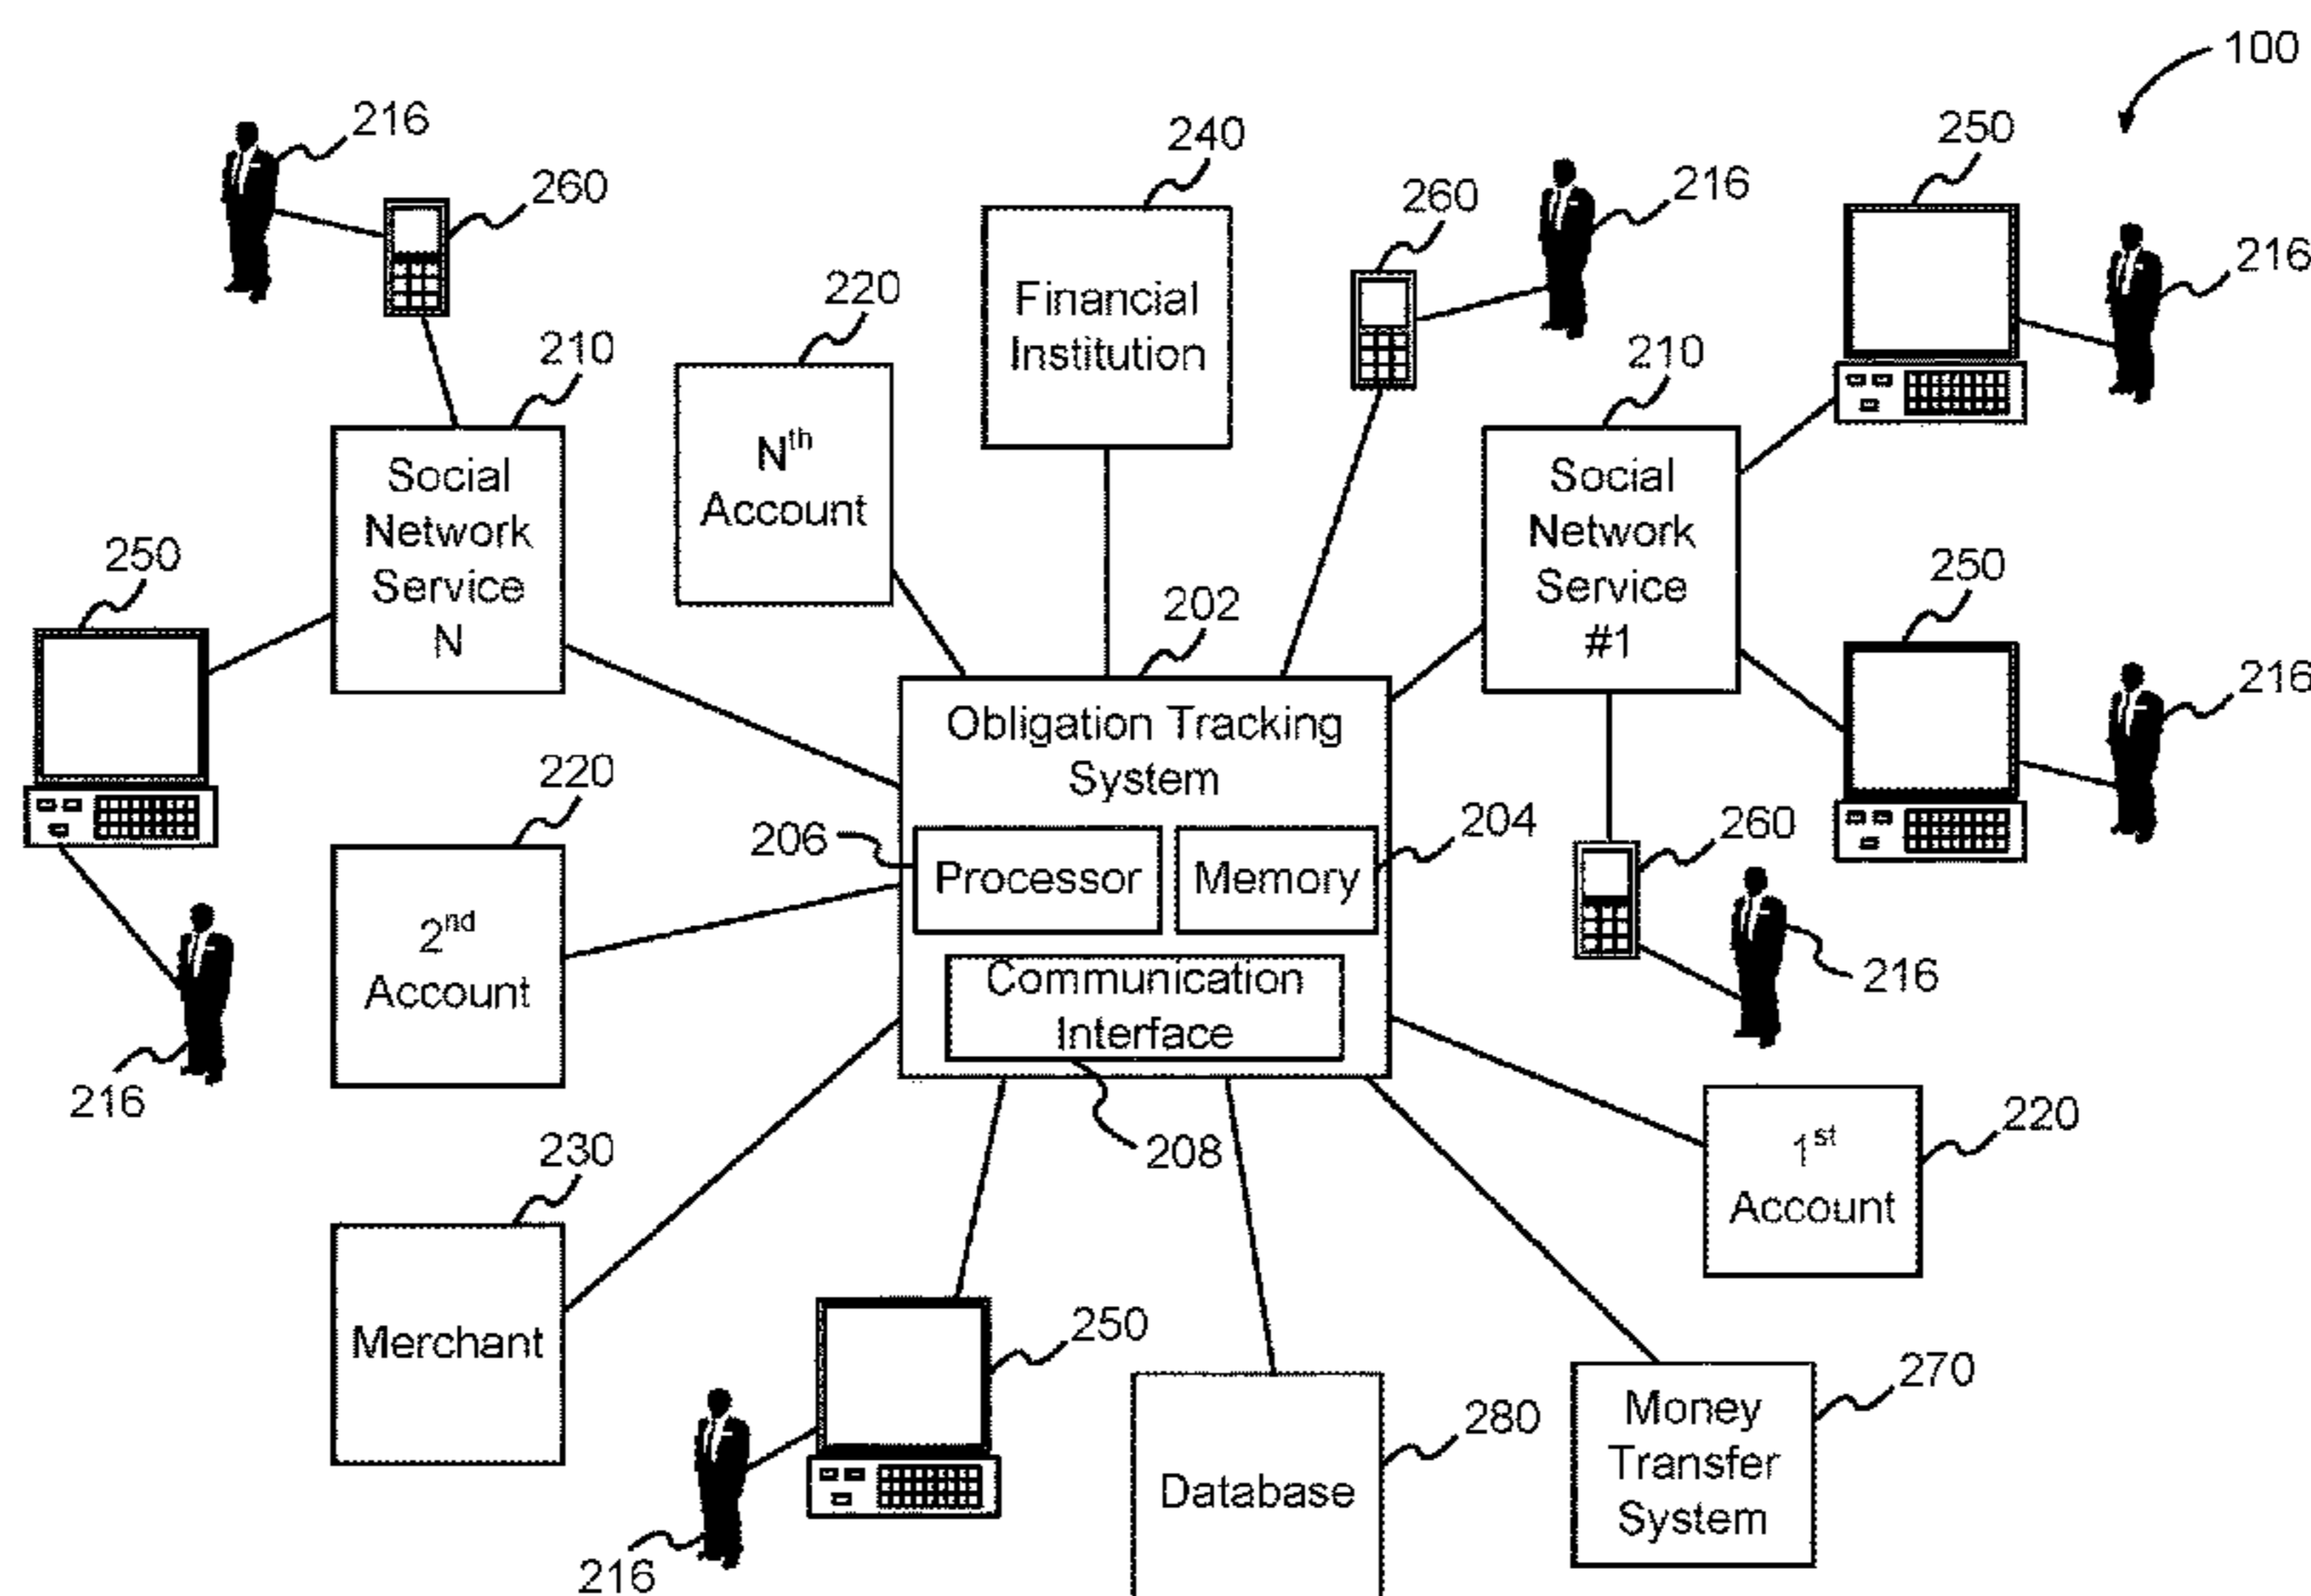 100
216
260
240
260
216
250
216
Financial
Institution
220
N^th
Account
210
Social
Network
Service
N
210
Social
Network
Service
#1
250
250
216
202
Obligation Tracking
System
206
Processor
Memory
204
Communication
Interface
208
220
2nd
Account
216
260
216
230
Merchant
220
1st
Account
250
216
Database
280
Money
Transfer
System
270